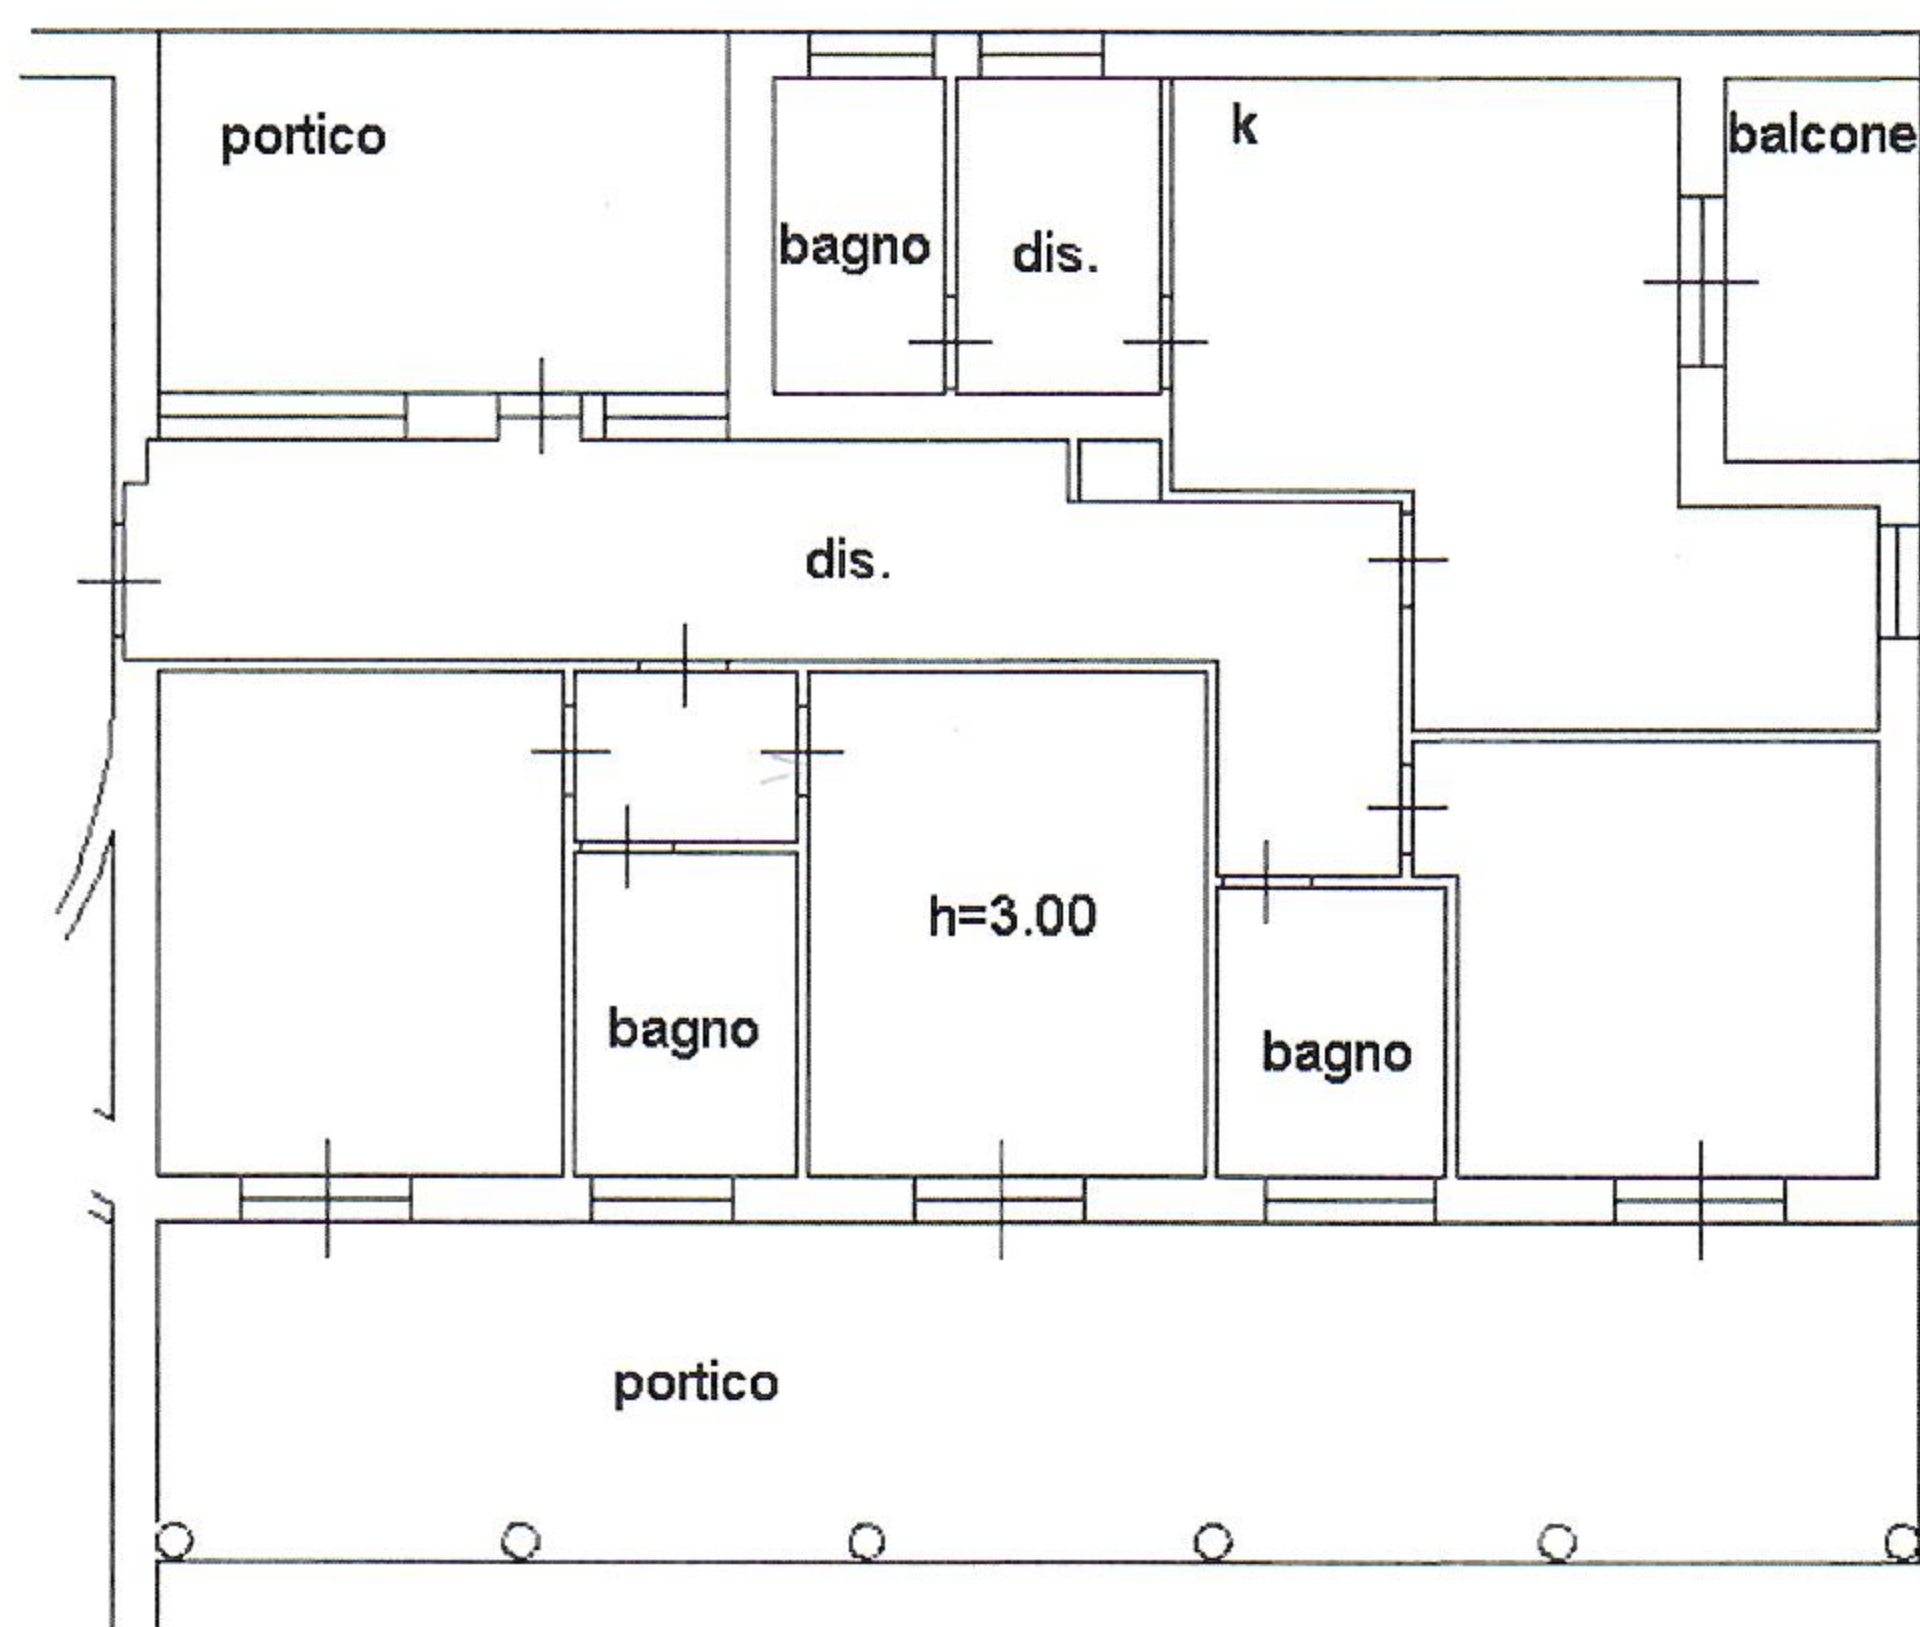 portico
k
balcone
bagno
dis.
dis.
h=3.00
bagno
bagno
portico